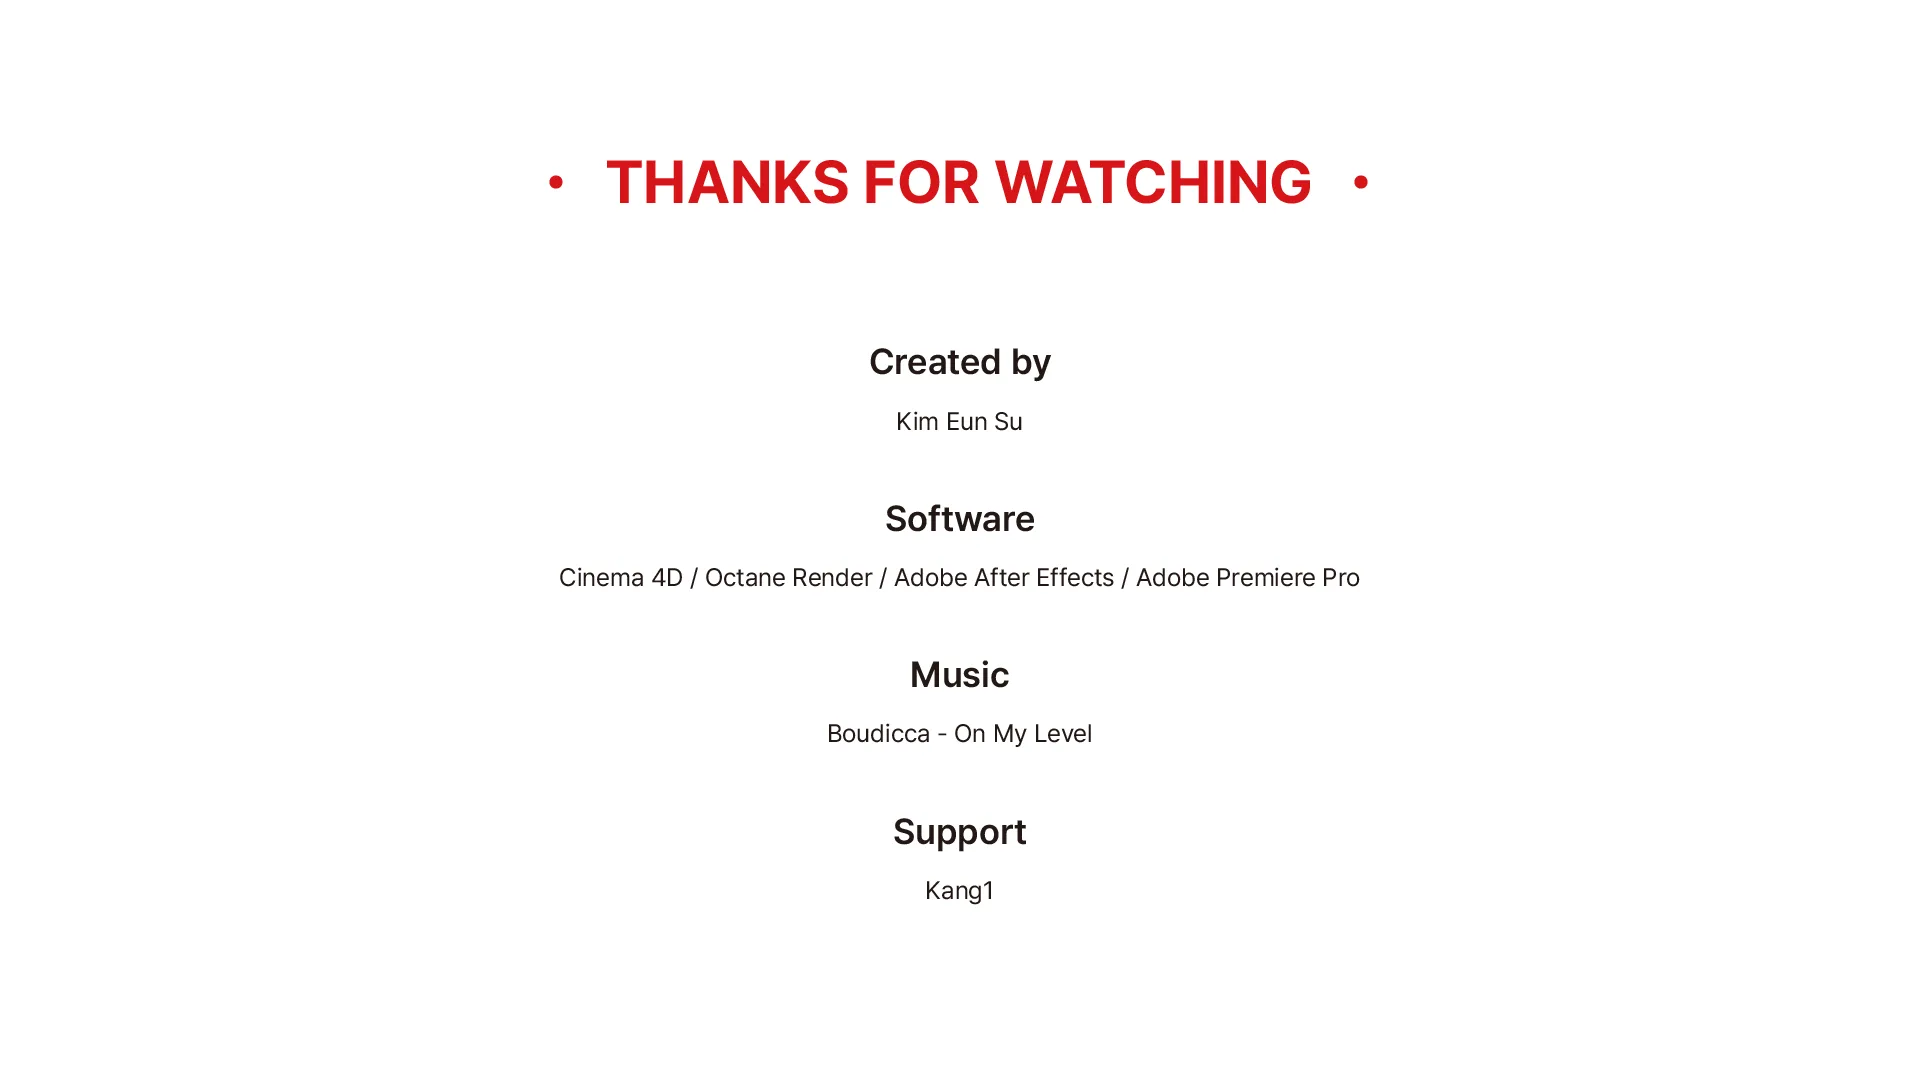 • THANKS FOR WATCHING •
Created by
Kim Eun Su
Software
Cinema 4D / Octane Render / Adobe After Effects / Adobe Premiere Pro
Music
Boudicca - On My Level
Support
Kang1